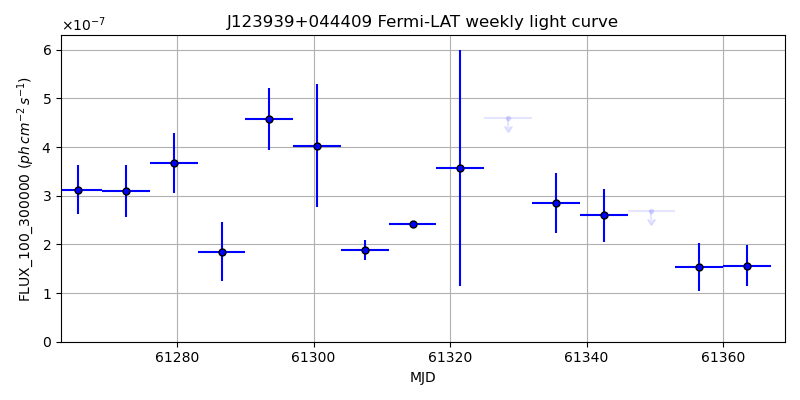 J123939+044409 Fermi-LAT weekly light curve
×10⁻⁷
FLUX_100_300000 (ph cm⁻² s⁻¹)
6
5
4
3
2
1
0
61280 61300 61320 61340 61360
MJD